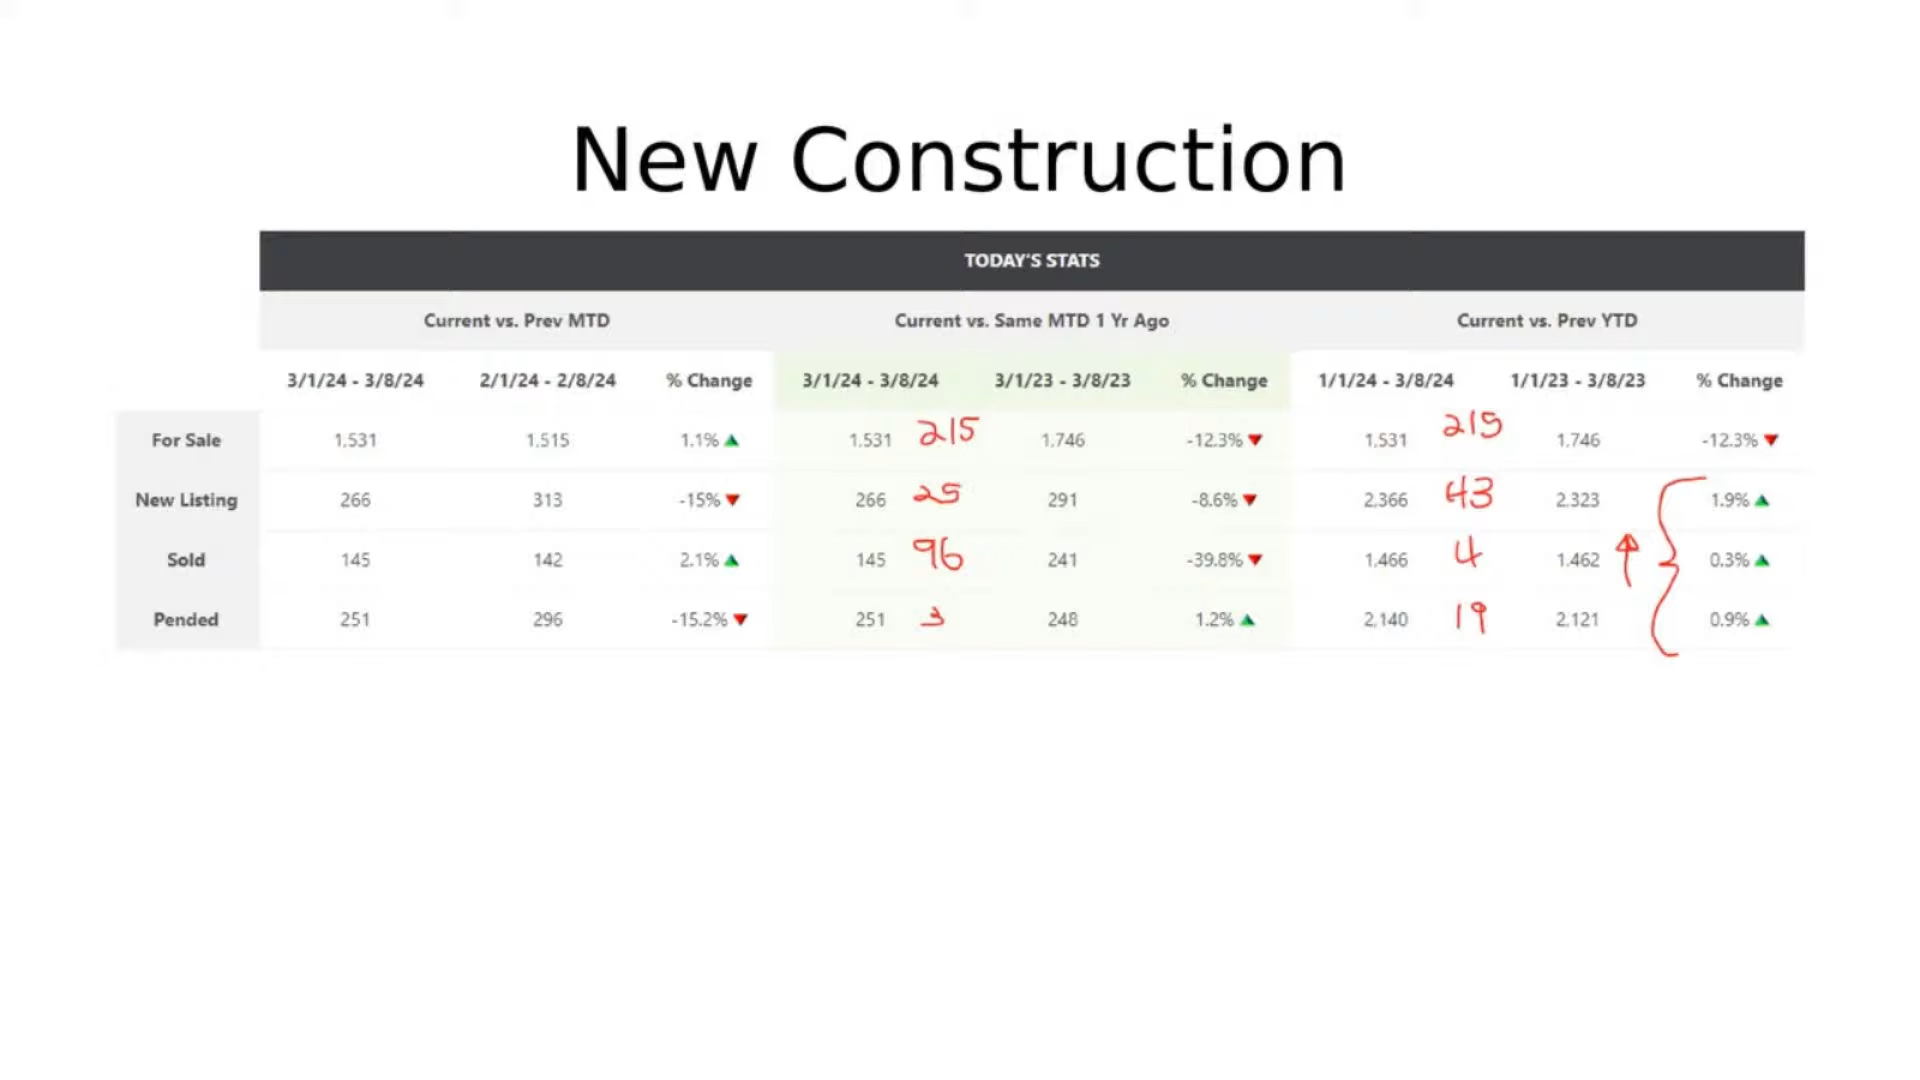 New Construction
TODAY'S STATS
Current vs. Prev MTD Current vs. Same MTD 1 Yr Ago Current vs. Prev YTD
3/1/24 - 3/8/24 2/1/24 - 2/8/24 % Change 3/1/24 - 3/8/24 3/1/23 - 3/8/23 % Change 1/1/24 - 3/8/24 1/1/23 - 3/8/23 % Change
For Sale 1,531 1,515 1.1% 1,531 215 1,746 -12.3% 1,531 215 1,746 -12.3%
New Listing 266 313 -15% 266 25 291 -8.6% 2,366 43 2,323 1.9%
Sold 145 142 2.1% 145 96 241 -39.8% 1,466 4 1,462 0.3%
Pended 251 296 -15.2% 251 3 248 1.2% 2,140 19 2,121 0.9%